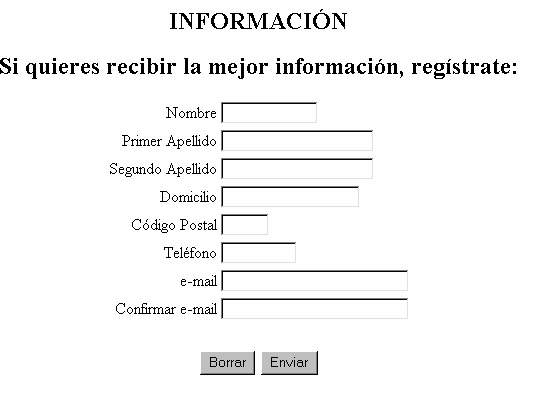 INFORMACIÓN
Si quieres recibir la mejor información, regístrate:
Nombre
Primer Apellido
Segundo Apellido
Domicilio
Código Postal
Teléfono
e-mail
Confirmar e-mail
Borrar Enviar